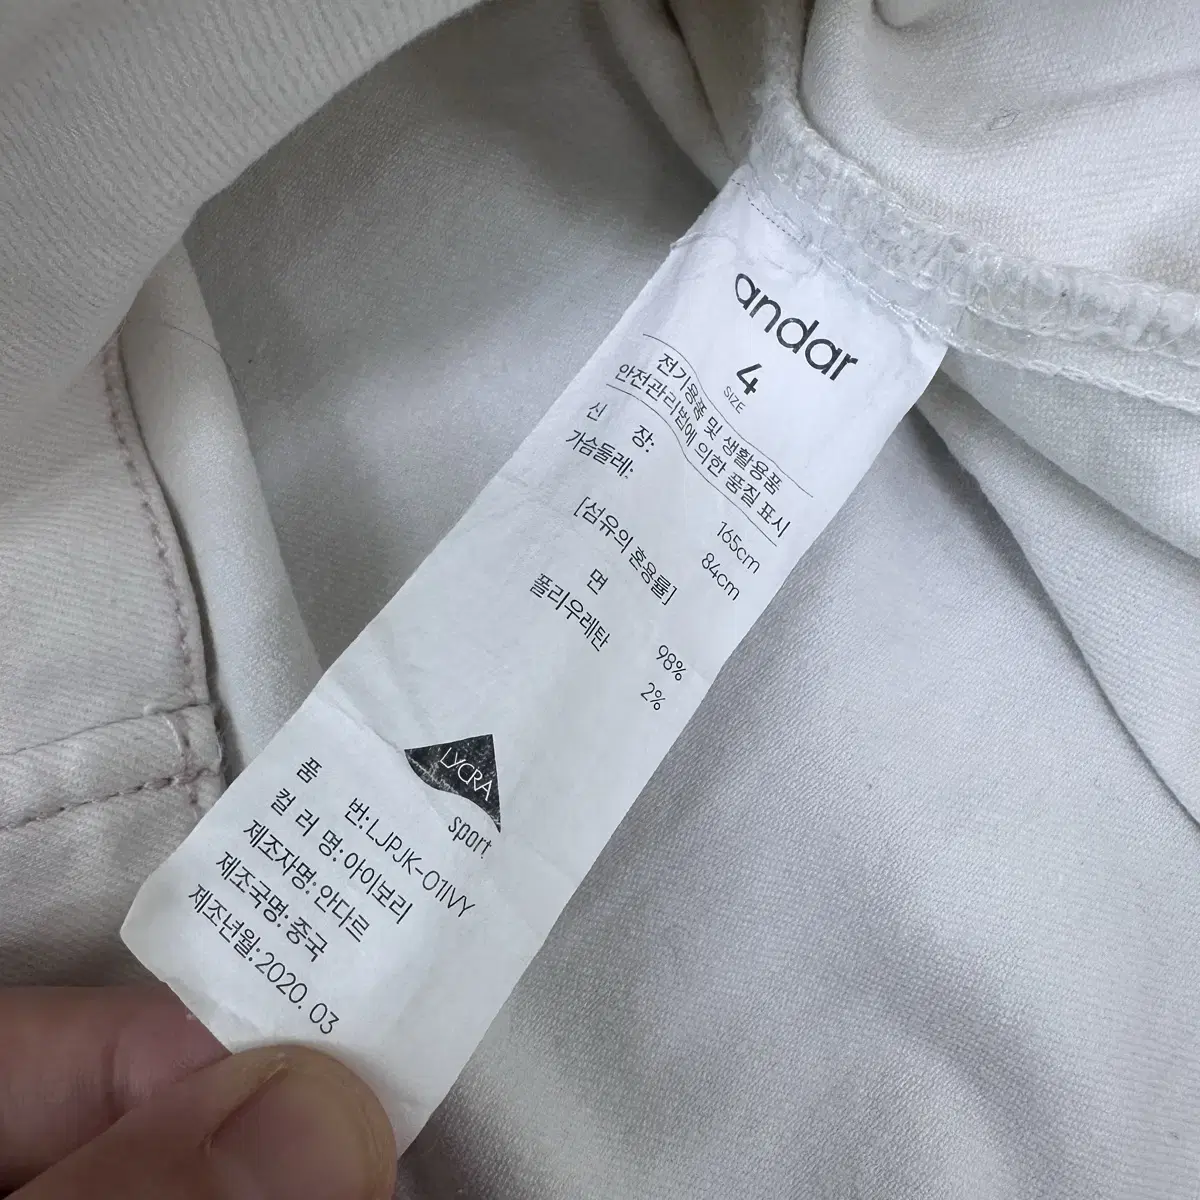 andar
4
SIZE
전기용품 및 생활용품
안전관리법에 의한 품질 표시
신 장: 165cm
가슴둘레: 84cm
[섬유의 혼용률]
면 98%
폴리우레탄 2%
LYCRA
sport
품 번:LJPJK-01IVY
컬 러 명:아이보리
제조자명:안다르
제조국명:중국
제조년월:2020. 03